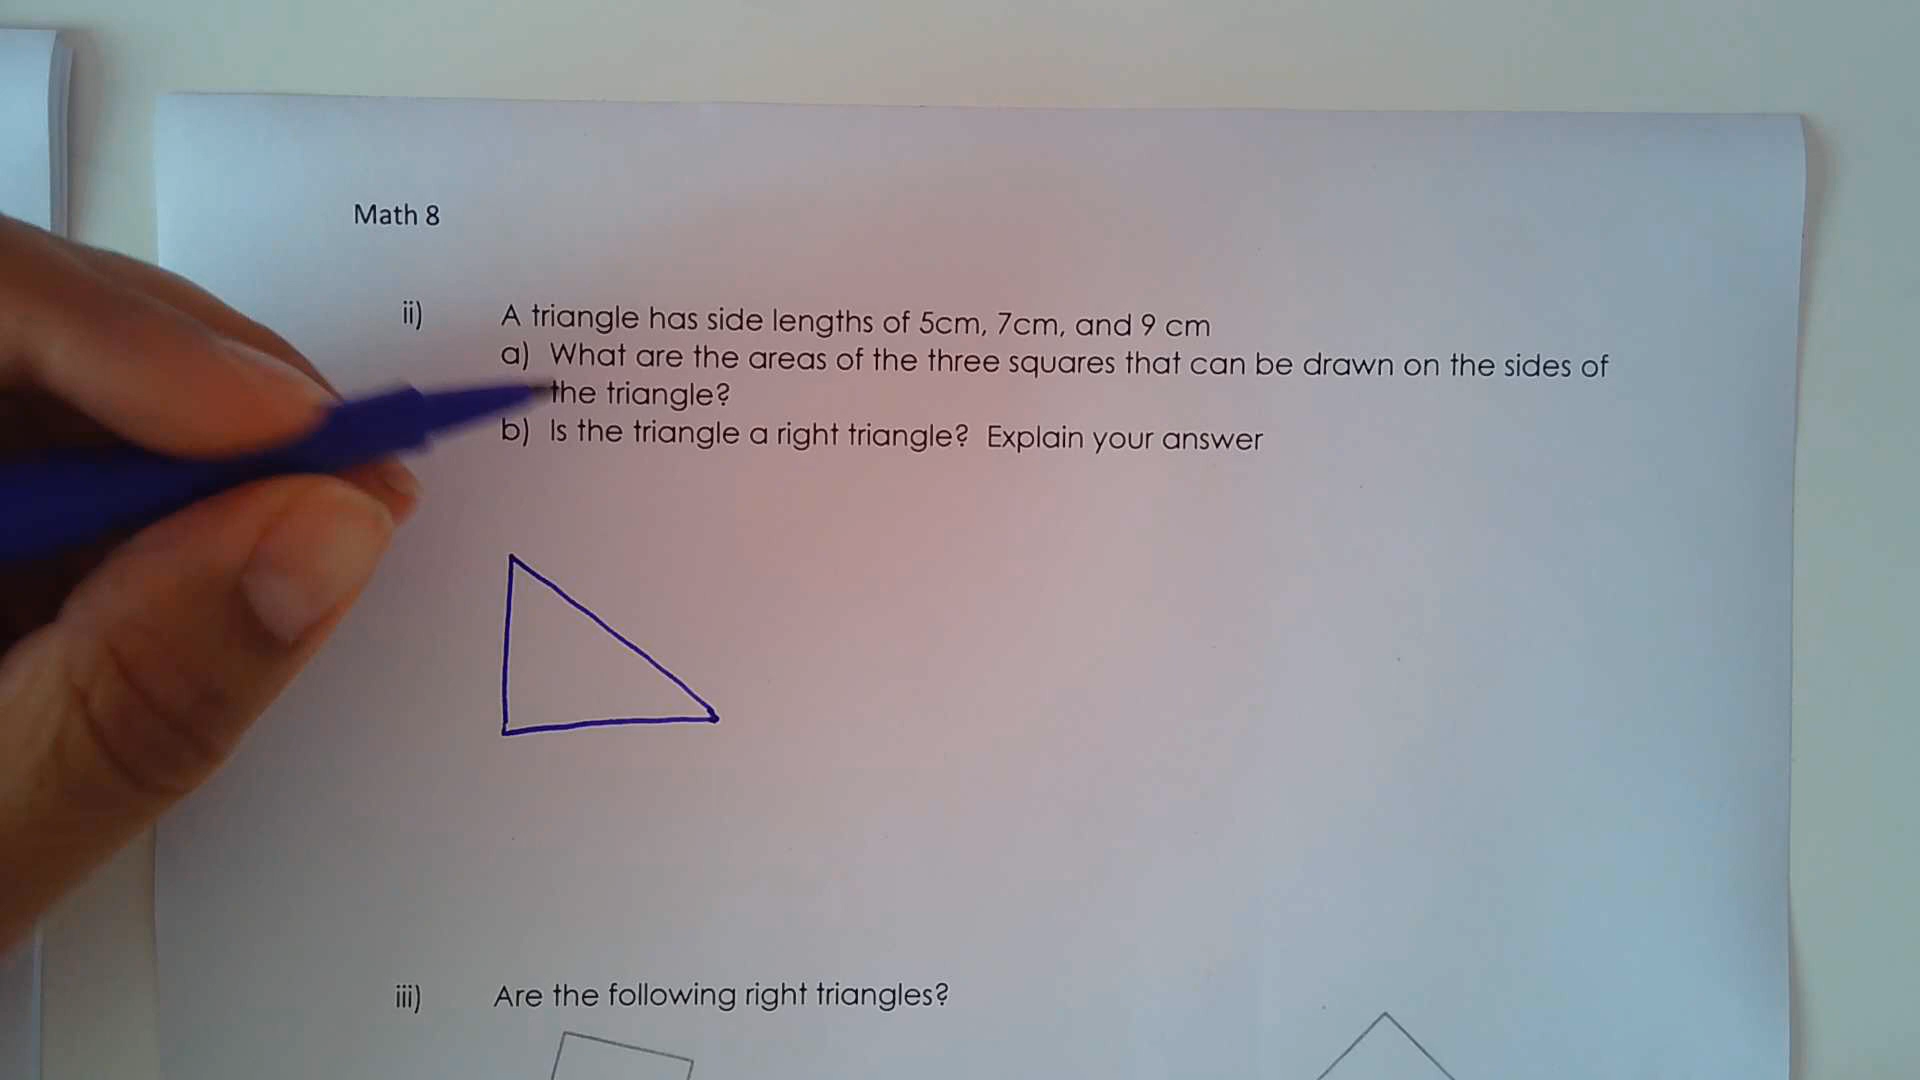 Math 8
ii) A triangle has side lengths of 5cm, 7cm, and 9 cm
a) What are the areas of the three squares that can be drawn on the sides of
the triangle?
b) Is the triangle a right triangle? Explain your answer
iii) Are the following right triangles?